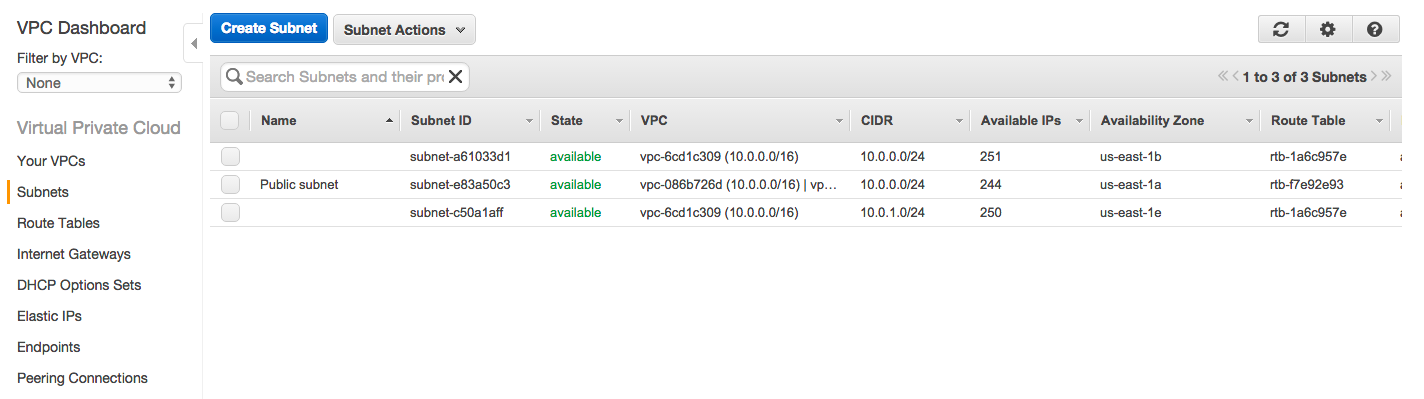 VPC Dashboard
Filter by VPC:
None
Virtual Private Cloud
Your VPCs
Subnets
Route Tables
Internet Gateways
DHCP Options Sets
Elastic IPs
Endpoints
Peering Connections
Create Subnet Subnet Actions
Search Subnets and their pro 1 to 3 of 3 Subnets
Name Subnet ID State VPC CIDR Available IPs Availability Zone Route Table
subnet-a61033d1 available vpc-6cd1c309 (10.0.0.0/16) 10.0.0.0/24 251 us-east-1b rtb-1a6c957e
Public subnet subnet-e83a50c3 available vpc-086b726d (10.0.0.0/16) | vp… 10.0.0.0/24 244 us-east-1a rtb-f7e92e93
subnet-c50a1aff available vpc-6cd1c309 (10.0.0.0/16) 10.0.1.0/24 250 us-east-1e rtb-1a6c957e